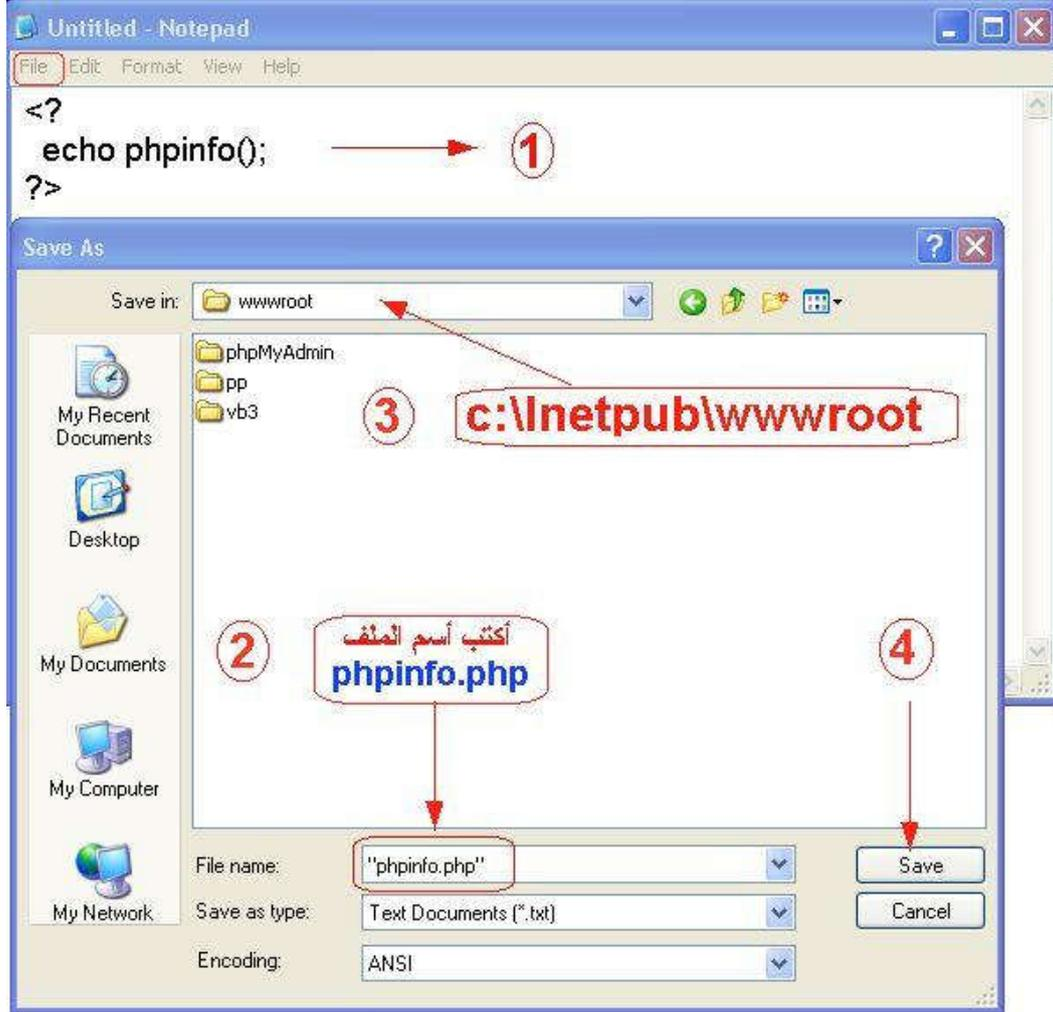 Untitled - Notepad
File Edit Format View Help
<?
echo phpinfo();
?>
1
Save As
Save in:
wwwroot
phpMyAdmin
pp
vb3
3
c:\Inetpub\wwwroot
My Recent
Documents
Desktop
My Documents
My Computer
My Network
2
أكتب أسم الملف
phpinfo.php
4
File name:
"phpinfo.php"
Save
Save as type:
Text Documents (*.txt)
Cancel
Encoding:
ANSI